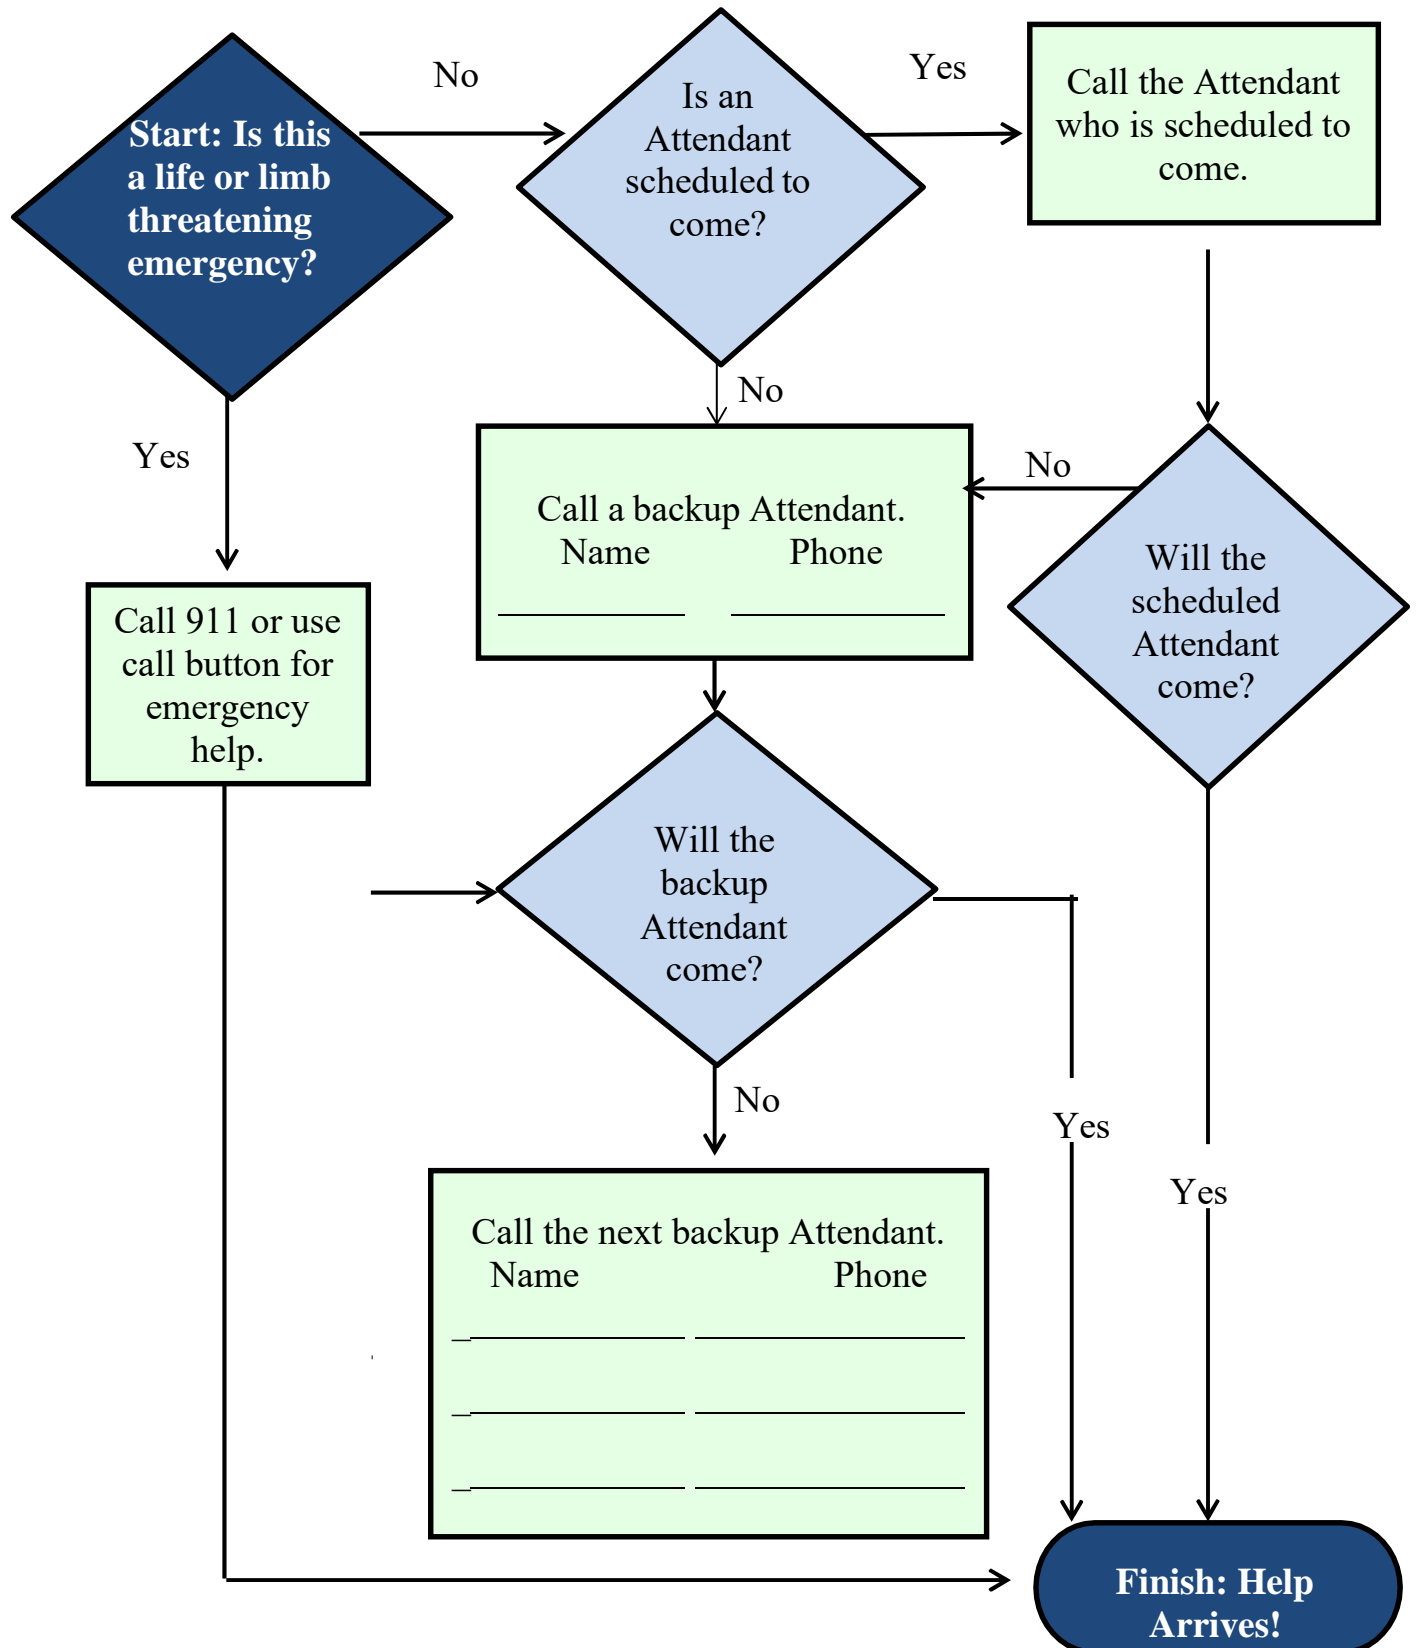 Start: Is this
a life or limb
threatening
emergency?
No
Is an
Attendant
scheduled to
come?
Yes
Call the Attendant
who is scheduled to
come.
No
Yes
Call a backup Attendant.
Name Phone
No
Will the
scheduled
Attendant
come?
Call 911 or use
call button for
emergency
help.
Will the
backup
Attendant
come?
No
Yes
Yes
Call the next backup Attendant.
Name Phone
Finish: Help
Arrives!